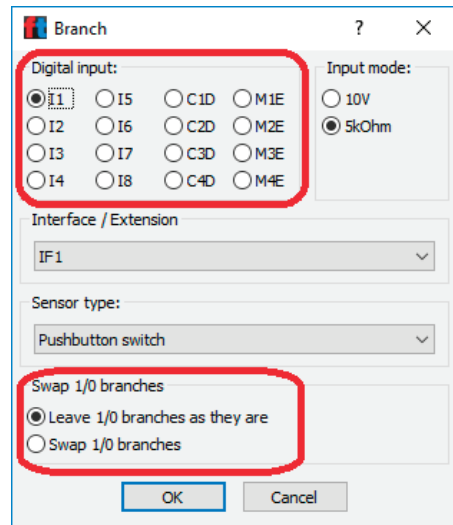 ft Branch ? X
Digital input:
I1 I5 C1D M1E
I2 I6 C2D M2E
I3 I7 C3D M3E
I4 I8 C4D M4E
Input mode:
10V
5kOhm
Interface / Extension
IF1
Sensor type:
Pushbutton switch
Swap 1/0 branches
Leave 1/0 branches as they are
Swap 1/0 branches
OK Cancel